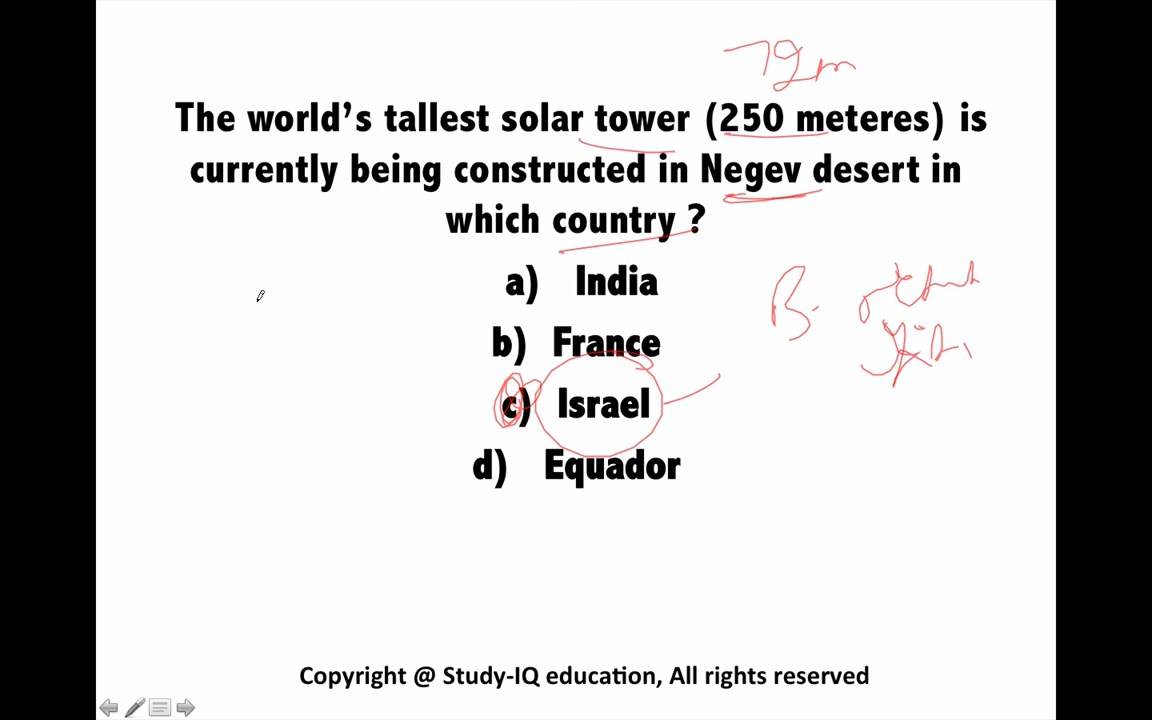 79m
The world's tallest solar tower (250 meteres) is
currently being constructed in Negev desert in
which country ?
a) India
b) France
c) Israel
d) Equador
B.
Copyright @ Study-IQ education, All rights reserved